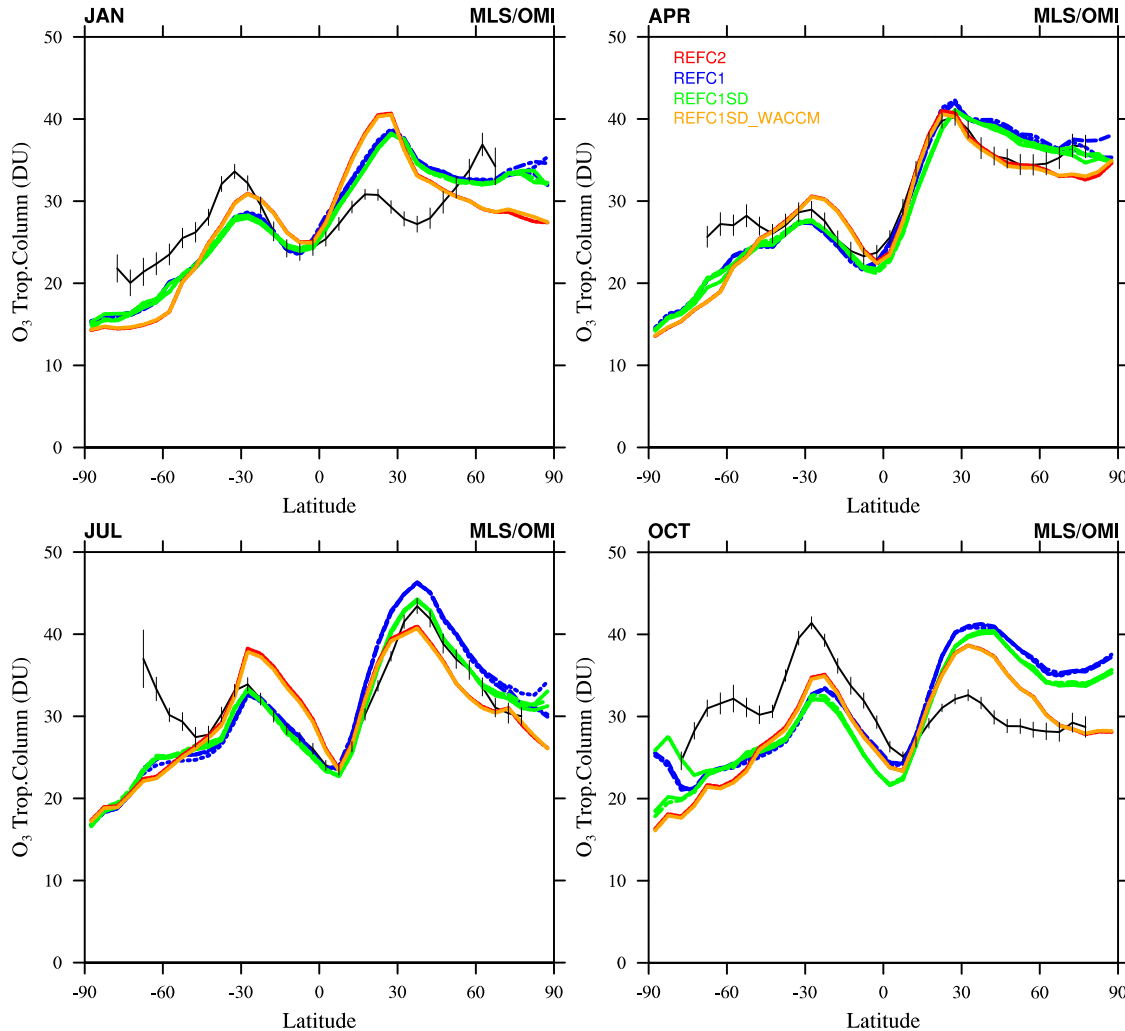 JAN MLS/OMI
50
40
30
20
10
0
O3 Trop.Column (DU)
-90 -60 -30 0 30 60 90
Latitude
APR MLS/OMI
REFC2
REFC1
REFC1SD
REFC1SD_WACCM
50
40
30
20
10
0
O3 Trop.Column (DU)
-90 -60 -30 0 30 60 90
Latitude
JUL MLS/OMI
50
40
30
20
10
0
O3 Trop.Column (DU)
-90 -60 -30 0 30 60 90
Latitude
OCT MLS/OMI
50
40
30
20
10
0
O3 Trop.Column (DU)
-90 -60 -30 0 30 60 90
Latitude